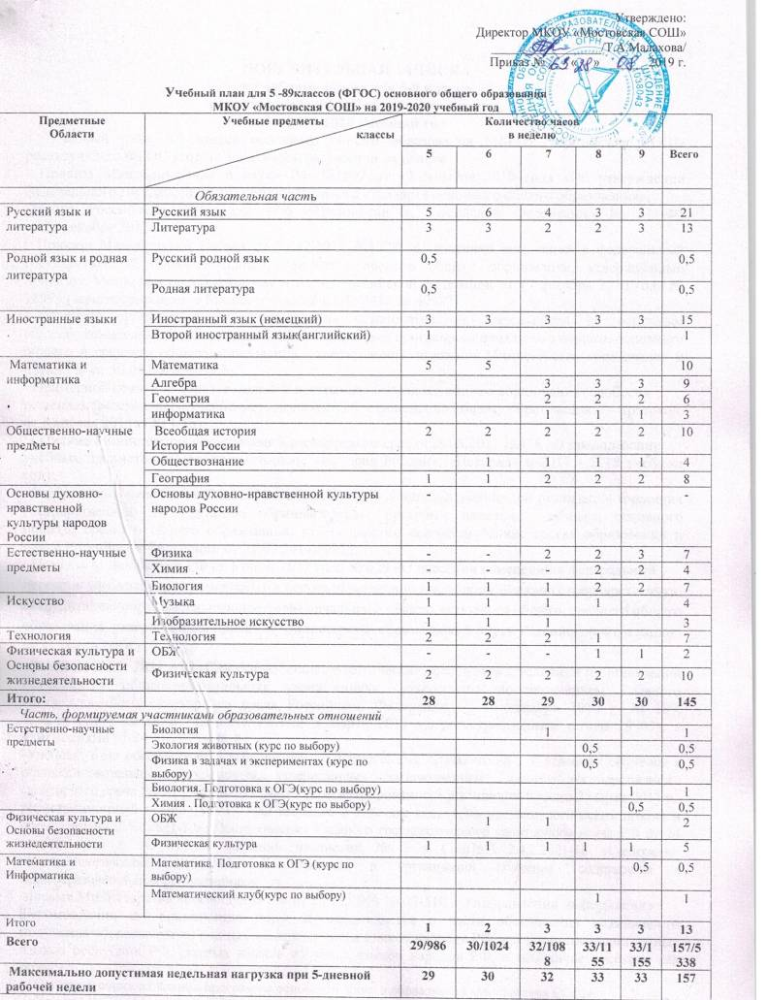 Утверждено:
Директор МКОУ «Мостовская СОШ»
/Т.А.Малахова/
Приказ № 63 «28» 08 2019 г.
Учебный план для 5 -89классов (ФГОС) основного общего образования
МКОУ «Мостовская СОШ» на 2019-2020 учебный год
Предметные Области Учебные предметы классы Количество часов в неделю
5 6 7 8 9 Всего
Обязательная часть
Русский язык и литература Русский язык 5 6 4 3 3 21
Литература 3 3 2 2 3 13
Родной язык и родная литература Русский родной язык 0,5 0,5
Родная литература 0,5 0,5
Иностранные языки Иностранный язык (немецкий) 3 3 3 3 3 15
Второй иностранный язык(английский) 1 1
Математика и информатика Математика 5 5 10
Алгебра 3 3 3 9
Геометрия 2 2 2 6
информатика 1 1 1 3
Общественно-научные предметы Всеобщая история
История России 2 2 2 2 2 10
Обществознание 1 1 1 1 4
География 1 1 2 2 2 8
Основы духовно-нравственной культуры народов России Основы духовно-нравственной культуры народов России - -
Естественно-научные предметы Физика - - 2 2 3 7
Химия - - - 2 2 4
Биология 1 1 1 2 2 7
Искусство Музыка 1 1 1 1 4
Изобразительное искусство 1 1 1 3
Технология Технология 2 2 2 1 7
Физическая культура и Основы безопасности жизнедеятельности ОБЖ - - - 1 1 2
Физическая культура 2 2 2 2 2 10
Итого: 28 28 29 30 30 145
Часть, формируемая участниками образовательных отношений
Естественно-научные предметы Биология 1 1
Экология животных (курс по выбору) 0,5 0,5
Физика в задачах и экспериментах (курс по выбору) 0,5 0,5
Биология. Подготовка к ОГЭ(курс по выбору) 1 1
Химия . Подготовка к ОГЭ(курс по выбору) 0,5 0,5
Физическая культура и Основы безопасности жизнедеятельности ОБЖ 1 1 2
Физическая культура 1 1 1 1 1 5
Математика и Информатика Математика. Подготовка к ОГЭ (курс по выбору) 0,5 0,5
Математический клуб(курс по выбору) 1 1
Итого 1 2 3 3 3 13
Всего 29/986 30/1024 32/1088 33/1155 33/1155 157/5338
Максимально допустимая недельная нагрузка при 5-дневной рабочей недели 29 30 32 33 33 157